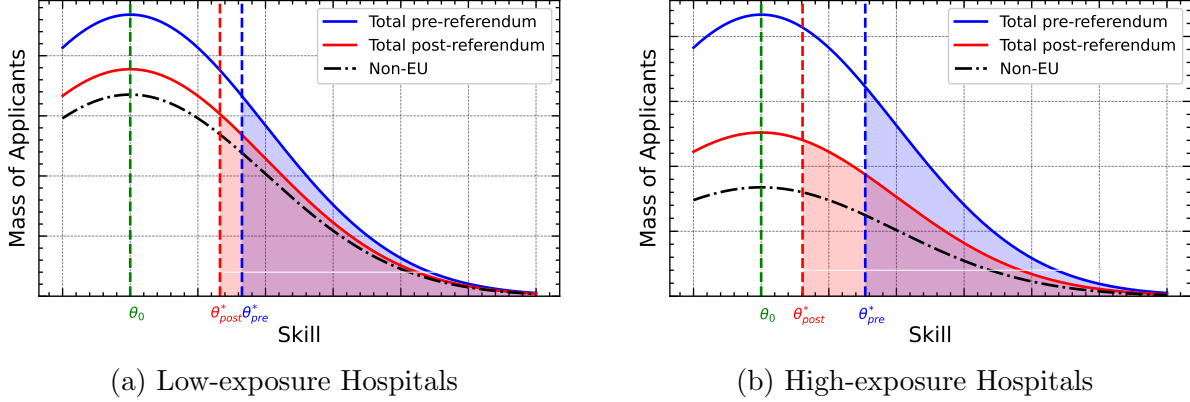 Total pre-referendum
Total post-referendum
Non-EU
Mass of Applicants
θ₀
θ*post
θ*pre
Skill
(a) Low-exposure Hospitals
Total pre-referendum
Total post-referendum
Non-EU
Mass of Applicants
θ₀
θ*post
θ*pre
Skill
(b) High-exposure Hospitals